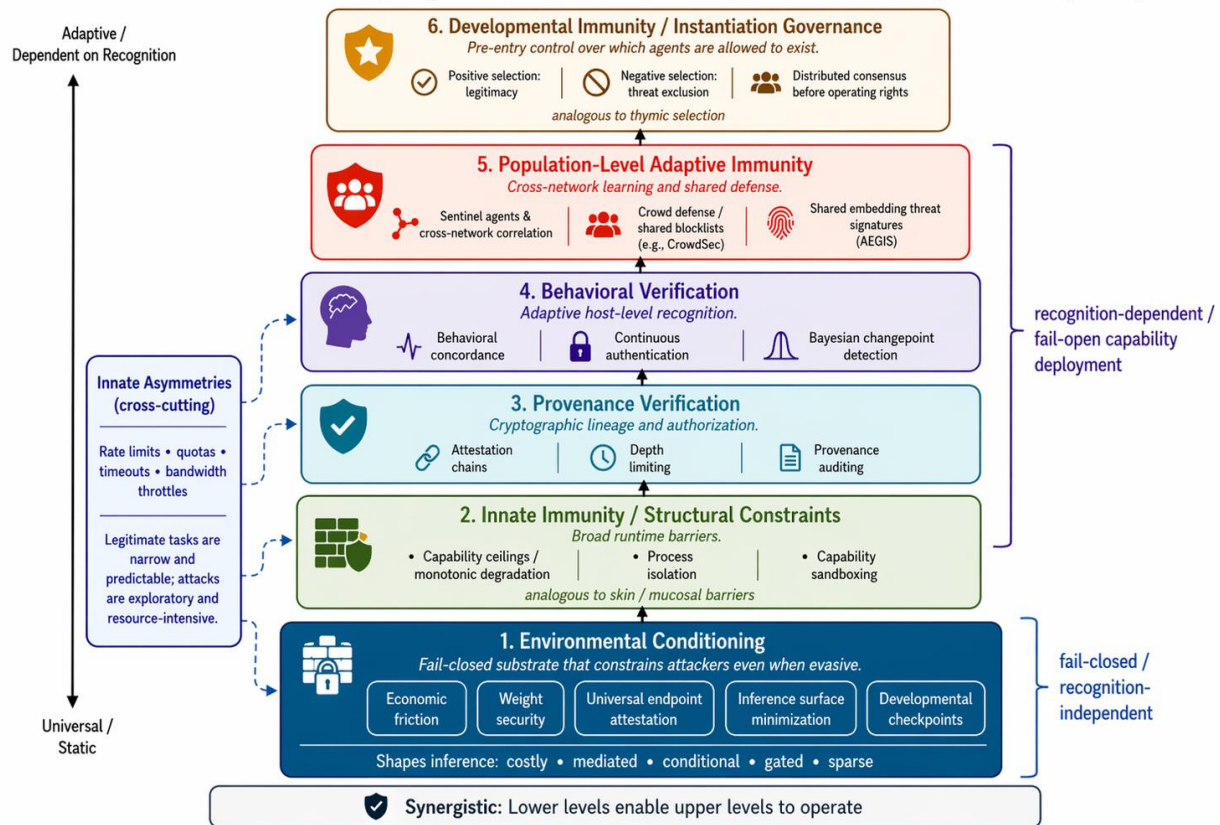 Adaptive /
Dependent on Recognition
6. Developmental Immunity / Instantiation Governance
Pre-entry control over which agents are allowed to exist.
Positive selection:
legitimacy
Negative selection:
threat exclusion
Distributed consensus
before operating rights
analogous to thymic selection
5. Population-Level Adaptive Immunity
Cross-network learning and shared defense.
Sentinel agents &
cross-network correlation
Crowd defense /
shared blocklists
(e.g., CrowdSec)
Shared embedding threat
signatures
(AEGIS)
4. Behavioral Verification
Adaptive host-level recognition.
Behavioral
concordance
Continuous
authentication
Bayesian changepoint
detection
recognition-dependent /
fail-open capability
deployment
Innate Asymmetries
(cross-cutting)
Rate limits • quotas •
timeouts • bandwidth
throttles
Legitimate tasks are
narrow and
predictable; attacks
are exploratory and
resource-intensive.
3. Provenance Verification
Cryptographic lineage and authorization.
Attestation
chains
Depth
limiting
Provenance
auditing
2. Innate Immunity / Structural Constraints
Broad runtime barriers.
• Capability ceilings /
monotonic degradation
• Process
isolation
• Capability
sandboxing
analogous to skin / mucosal barriers
1. Environmental Conditioning
Fail-closed substrate that constrains attackers even when evasive.
Economic
friction
Weight
security
Universal endpoint
attestation
Inference surface
minimization
Developmental
checkpoints
Shapes inference: costly • mediated • conditional • gated • sparse
fail-closed /
recognition-
independent
Universal /
Static
Synergistic: Lower levels enable upper levels to operate